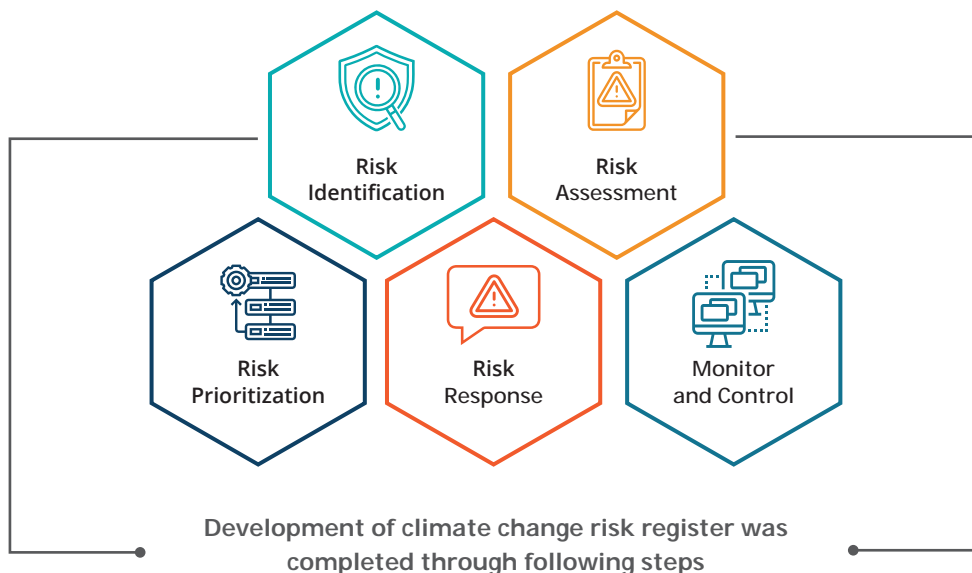 Risk
Identification
Risk
Assessment
Risk
Prioritization
Risk
Response
Monitor
and Control
Development of climate change risk register was
completed through following steps